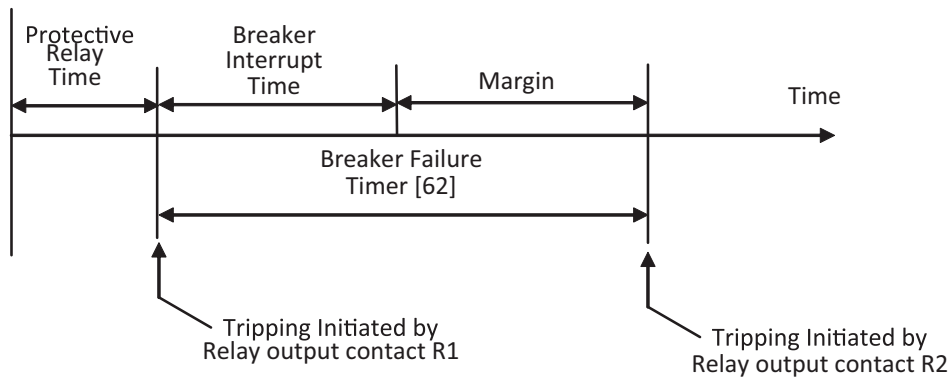 Protective
Relay
Time
Breaker
Interrupt
Time
Margin
Time
Breaker Failure
Timer [62]
Tripping Initiated by
Relay output contact R1
Tripping Initiated by
Relay output contact R2